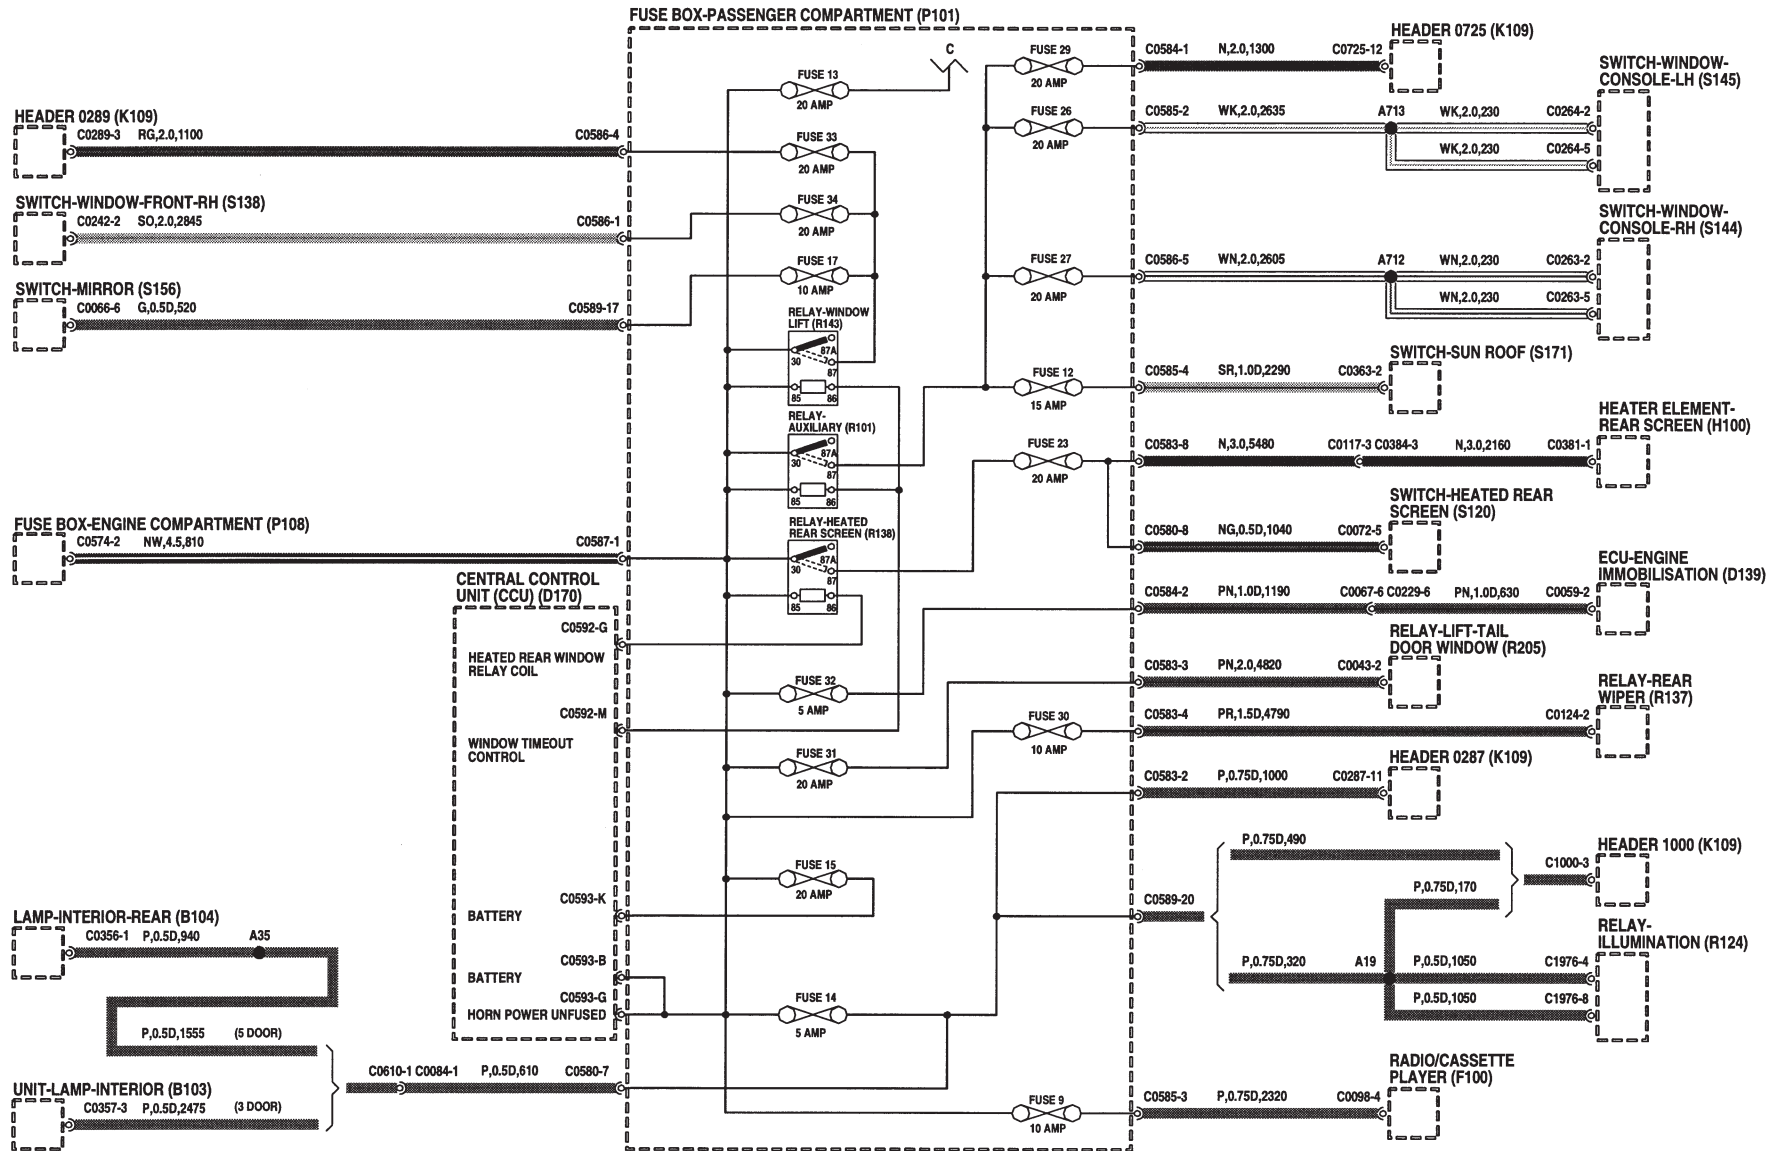 FUSE BOX-PASSENGER COMPARTMENT (P101)
C
FUSE 13
20 AMP
FUSE 33
20 AMP
FUSE 34
20 AMP
FUSE 17
10 AMP
RELAY-WINDOW
LIFT (R143)
87A
30
87
85 86
RELAY-
AUXILIARY (R101)
87A
30
87
85 86
RELAY-HEATED
REAR SCREEN (R138)
87A
30
87
85 86
FUSE 32
5 AMP
FUSE 31
20 AMP
FUSE 15
20 AMP
FUSE 14
5 AMP
FUSE 29
20 AMP
FUSE 26
20 AMP
FUSE 27
20 AMP
FUSE 12
15 AMP
FUSE 23
20 AMP
FUSE 30
10 AMP
FUSE 9
10 AMP
HEADER 0289 (K109)
C0289-3 RG,2.0,1100 C0586-4
SWITCH-WINDOW-FRONT-RH (S138)
C0242-2 SO,2.0,2845 C0586-1
SWITCH-MIRROR (S156)
C0066-6 G,0.5D,520 C0589-17
FUSE BOX-ENGINE COMPARTMENT (P108)
C0574-2 NW,4.5,810 C0587-1
CENTRAL CONTROL
UNIT (CCU) (D170)
C0592-G
HEATED REAR WINDOW
RELAY COIL
C0592-M
WINDOW TIMEOUT
CONTROL
C0593-K
BATTERY
C0593-B
BATTERY
C0593-G
HORN POWER UNFUSED
LAMP-INTERIOR-REAR (B104)
C0356-1 P,0.5D,940 A35
P,0.5D,1555 (5 DOOR)
C0610-1 C0084-1 P,0.5D,610 C0580-7
UNIT-LAMP-INTERIOR (B103)
C0357-3 P,0.5D,2475 (3 DOOR)
HEADER 0725 (K109)
C0584-1 N,2.0,1300 C0725-12
SWITCH-WINDOW-
CONSOLE-LH (S145)
C0585-2 WK,2.0,2635 A713 WK,2.0,230 C0264-2
WK,2.0,230 C0264-5
SWITCH-WINDOW-
CONSOLE-RH (S144)
C0586-5 WN,2.0,2605 A712 WN,2.0,230 C0263-2
WN,2.0,230 C0263-5
SWITCH-SUN ROOF (S171)
C0585-4 SR,1.0D,2290 C0363-2
HEATER ELEMENT-
REAR SCREEN (H100)
C0583-8 N,3.0,5480 C0117-3 C0384-3 N,3.0,2160 C0381-1
SWITCH-HEATED REAR
SCREEN (S120)
C0580-8 NG,0.5D,1040 C0072-5
ECU-ENGINE
IMMOBILISATION (D139)
C0584-2 PN,1.0D,1190 C0067-6 C0229-6 PN,1.0D,630 C0059-2
RELAY-LIFT-TAIL
DOOR WINDOW (R205)
C0583-3 PN,2.0,4820 C0043-2
RELAY-REAR
WIPER (R137)
C0583-4 PR,1.5D,4790 C0124-2
HEADER 0287 (K109)
C0583-2 P,0.75D,1000 C0287-11
P,0.75D,490
HEADER 1000 (K109)
C1000-3
P,0.75D,170
C0589-20
RELAY-
ILLUMINATION (R124)
P,0.75D,320 A19 P,0.5D,1050 C1976-4
P,0.5D,1050 C1976-8
RADIO/CASSETTE
PLAYER (F100)
C0585-3 P,0.75D,2320 C0098-4